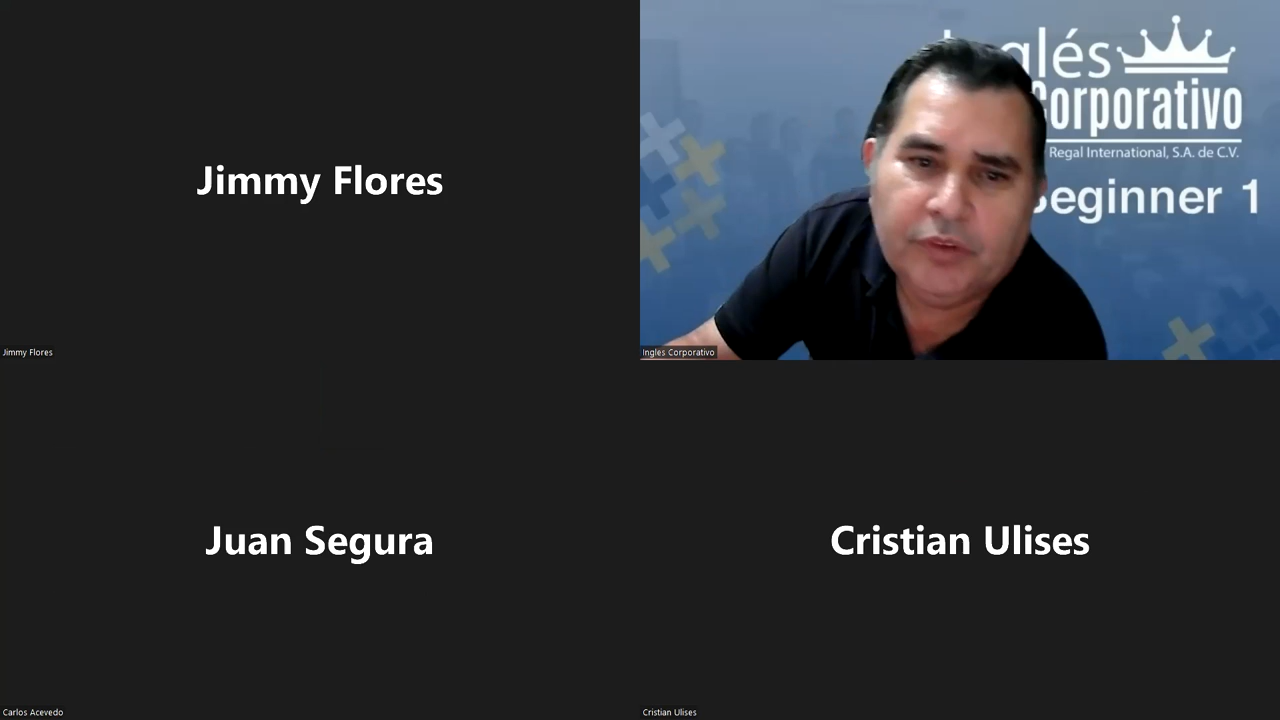 Jimmy Flores
Jimmy Flores
Inglés
Corporativo
Regal International, S.A. de C.V.
Beginner 1
Ingles Corporativo
Juan Segura
Carlos Acevedo
Cristian Ulises
Cristian Ulises